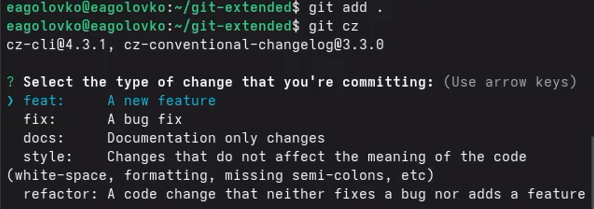 eagolovko@eagolovko:~/git-extended$ git add .
eagolovko@eagolovko:~/git-extended$ git cz
cz-cli@4.3.1, cz-conventional-changelog@3.3.0
? Select the type of change that you're committing: (Use arrow keys)
❯ feat:     A new feature
  fix:      A bug fix
  docs:     Documentation only changes
  style:    Changes that do not affect the meaning of the code
(white-space, formatting, missing semi-colons, etc)
  refactor: A code change that neither fixes a bug nor adds a feature